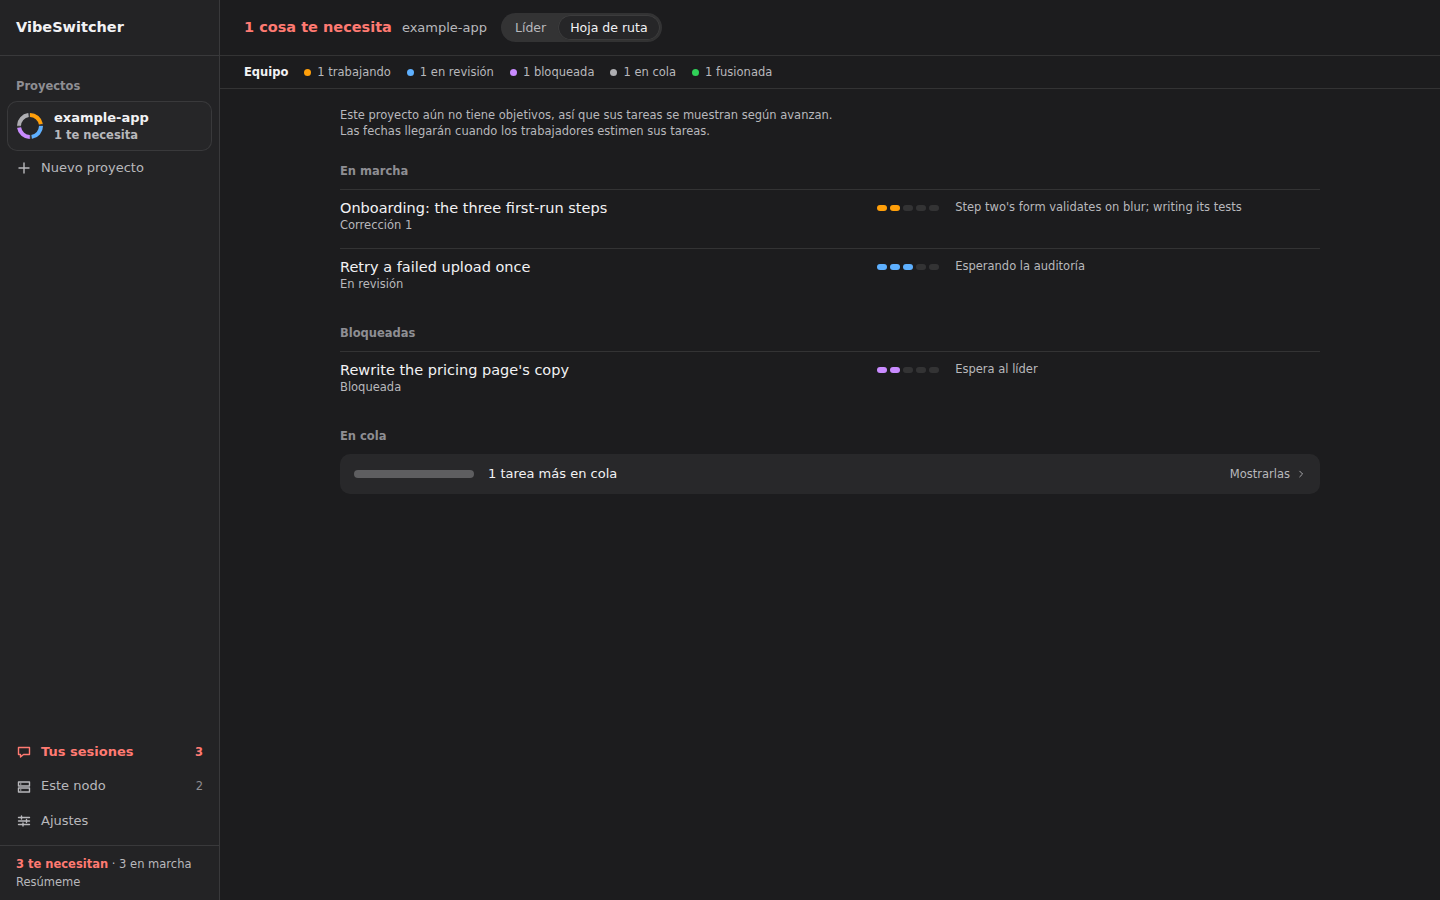 VibeSwitcher
Proyectos
example-app
1 te necesita
Nuevo proyecto
Tus sesiones 3
Este nodo 2
Ajustes
3 te necesitan · 3 en marcha
Resúmeme
1 cosa te necesita example-app Líder Hoja de ruta
Equipo 1 trabajando 1 en revisión 1 bloqueada 1 en cola 1 fusionada
Este proyecto aún no tiene objetivos, así que sus tareas se muestran según avanzan.
Las fechas llegarán cuando los trabajadores estimen sus tareas.
En marcha
Onboarding: the three first-run steps Step two's form validates on blur; writing its tests
Corrección 1
Retry a failed upload once Esperando la auditoría
En revisión
Bloqueadas
Rewrite the pricing page's copy Espera al líder
Bloqueada
En cola
1 tarea más en cola Mostrarlas